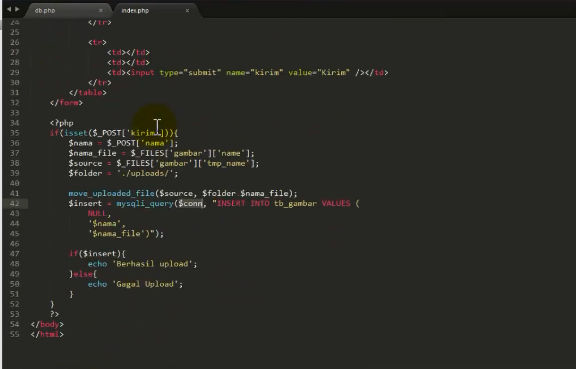 db.php × index.php ×
24 </tr>
25
26 <tr>
27 <td></td>
28 <td></td>
29 <td><input type="submit" name="Kirim" value="Kirim" /></td>
30 </tr>
31 </table>
32 </form>
33
34 <?php
35 if(isset($_POST['kirim'])){
36 $nama = $_POST['nama'];
37 $nama_file = $_FILES['gambar']['name'];
38 $source = $_FILES['gambar']['tmp_name'];
39 $folder = './uploads/';
40
41 move_uploaded_file($source, $folder.$nama_file);
42 $insert = mysqli_query($conn, "INSERT INTO tb_gambar VALUES (
43 NULL,
44 '$nama',
45 '$nama_file')");
46
47 if($insert){
48 echo 'Berhasil upload';
49 }else{
50 echo 'Gagal Upload';
51 }
52 }
53 ?>
54 </body>
55 </html>